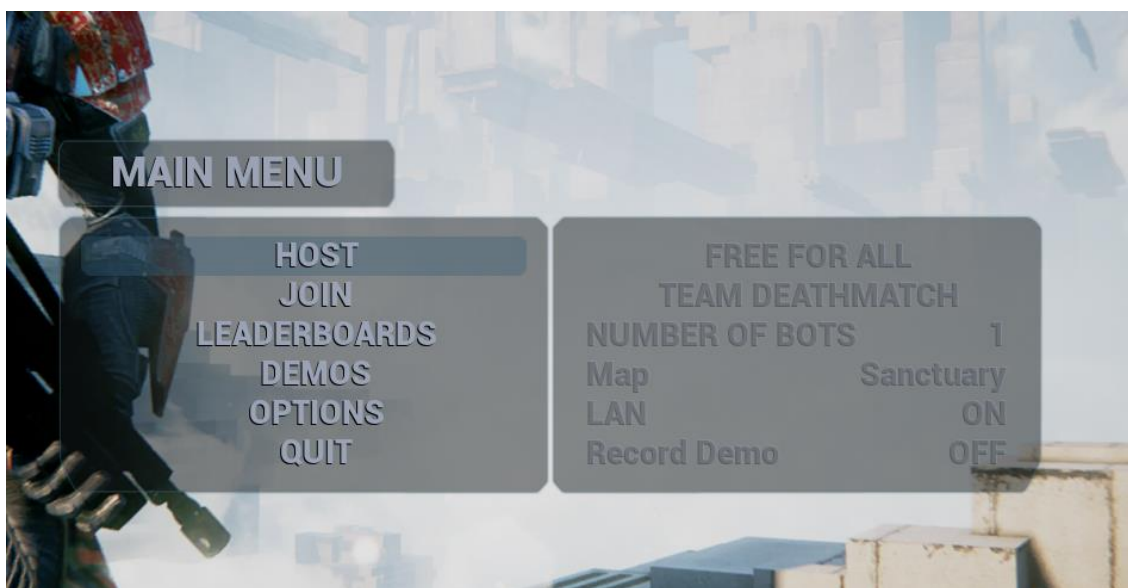 MAIN MENU
HOST
JOIN
LEADERBOARDS
DEMOS
OPTIONS
QUIT
FREE FOR ALL
TEAM DEATHMATCH
NUMBER OF BOTS 1
Map Sanctuary
LAN ON
Record Demo OFF